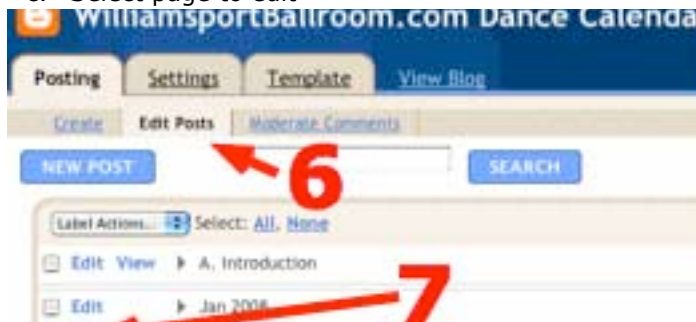 Select page to edit
WilliamsportBallroom.com Dance Calenda
Posting Settings Template View Blog
Create Edit Posts Moderate Comments
NEW POST SEARCH
6
Label Actions... Select: All, None
Edit View A. Introduction
7
Edit Jan 2008